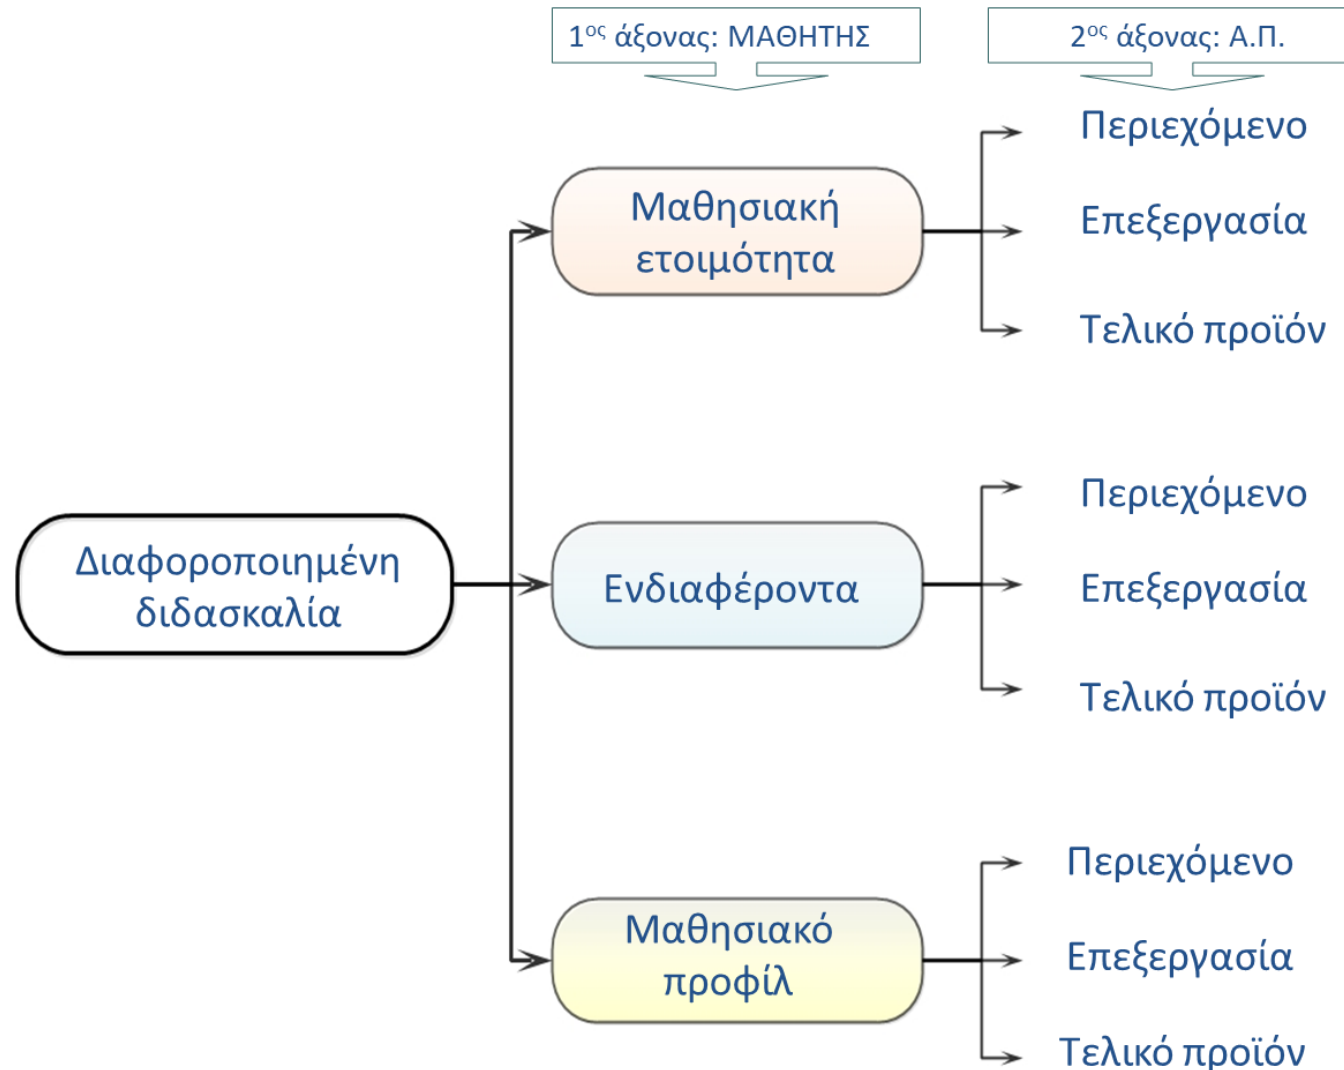 1ος άξονας: ΜΑΘΗΤΗΣ
2ος άξονας: Α.Π.
Περιεχόμενο
Μαθησιακή
ετοιμότητα
Επεξεργασία
Τελικό προϊόν
Περιεχόμενο
Διαφοροποιημένη
διδασκαλία
Ενδιαφέροντα
Επεξεργασία
Τελικό προϊόν
Περιεχόμενο
Μαθησιακό
προφίλ
Επεξεργασία
Τελικό προϊόν